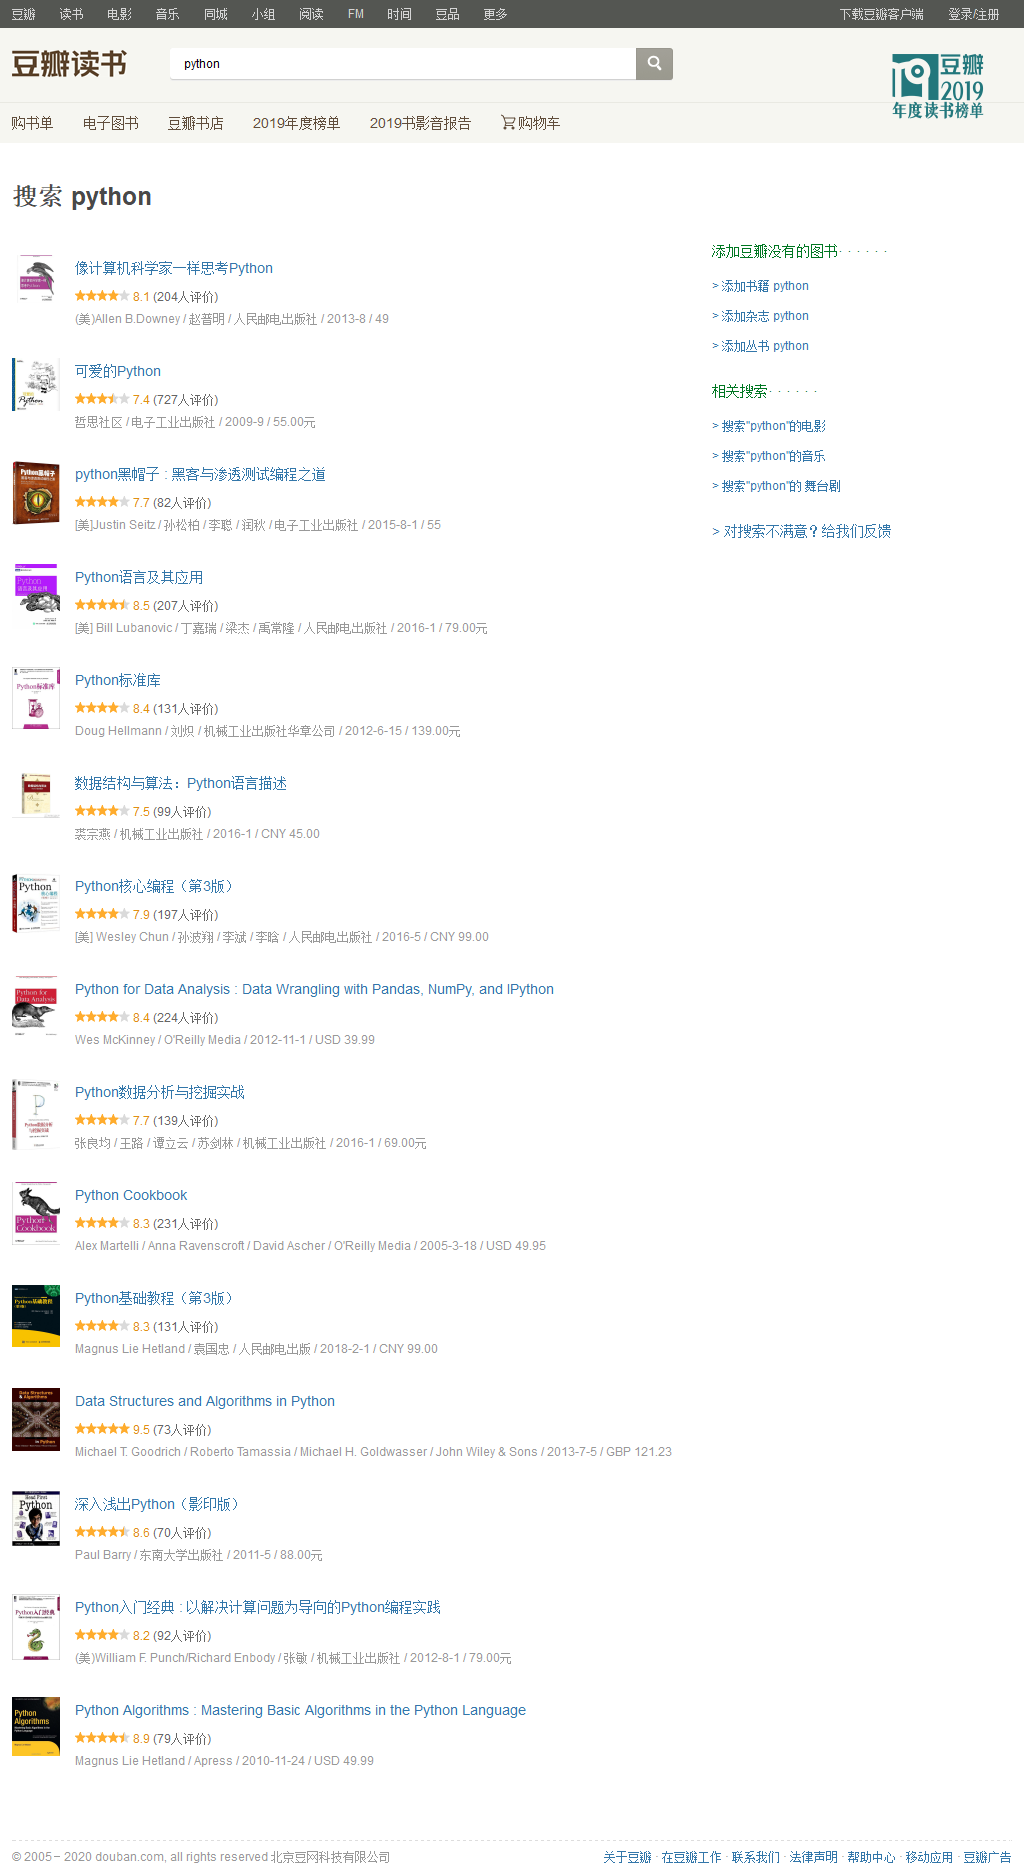 豆瓣 读书 电影 音乐 同城 小组 阅读 FM 时间 豆品 更多 下载豆瓣客户端 登录/注册
豆瓣读书
python
豆瓣
2019
年度读书榜单
购书单 电子图书 豆瓣书店 2019年度榜单 2019书影音报告 购物车
搜索 python
像计算机科学家一样思考Python
8.1 (204人评价)
(美)Allen B.Downey / 赵普明 / 人民邮电出版社 / 2013-8 / 49
可爱的Python
7.4 (727人评价)
哲思社区 / 电子工业出版社 / 2009-9 / 55.00元
python黑帽子 : 黑客与渗透测试编程之道
7.7 (82人评价)
[美]Justin Seitz / 孙松柏 / 李聪 / 润秋 / 电子工业出版社 / 2015-8-1 / 55
Python语言及其应用
8.5 (207人评价)
[美] Bill Lubanovic / 丁嘉瑞 / 梁杰 / 禹常隆 / 人民邮电出版社 / 2016-1 / 79.00元
Python标准库
8.4 (131人评价)
Doug Hellmann / 刘炽 / 机械工业出版社华章公司 / 2012-6-15 / 139.00元
数据结构与算法：Python语言描述
7.5 (99人评价)
裘宗燕 / 机械工业出版社 / 2016-1 / CNY 45.00
Python核心编程（第3版）
7.9 (197人评价)
[美] Wesley Chun / 孙波翔 / 李斌 / 李晗 / 人民邮电出版社 / 2016-5 / CNY 99.00
Python for Data Analysis : Data Wrangling with Pandas, NumPy, and IPython
8.4 (224人评价)
Wes McKinney / O'Reilly Media / 2012-11-1 / USD 39.99
Python数据分析与挖掘实战
7.7 (139人评价)
张良均 / 王路 / 谭立云 / 苏剑林 / 机械工业出版社 / 2016-1 / 69.00元
Python Cookbook
8.3 (231人评价)
Alex Martelli / Anna Ravenscroft / David Ascher / O'Reilly Media / 2005-3-18 / USD 49.95
Python基础教程（第3版）
8.3 (131人评价)
Magnus Lie Hetland / 袁国忠 / 人民邮电出版 / 2018-2-1 / CNY 99.00
Data Structures and Algorithms in Python
9.5 (73人评价)
Michael T. Goodrich / Roberto Tamassia / Michael H. Goldwasser / John Wiley & Sons / 2013-7-5 / GBP 121.23
深入浅出Python（影印版）
8.6 (70人评价)
Paul Barry / 东南大学出版社 / 2011-5 / 88.00元
Python入门经典 : 以解决计算问题为导向的Python编程实践
8.2 (92人评价)
(美)William F. Punch/Richard Enbody / 张敏 / 机械工业出版社 / 2012-8-1 / 79.00元
Python Algorithms : Mastering Basic Algorithms in the Python Language
8.9 (79人评价)
Magnus Lie Hetland / Apress / 2010-11-24 / USD 49.99
添加豆瓣没有的图书 · · · · · ·
> 添加书籍 python
> 添加杂志 python
> 添加丛书 python
相关搜索 · · · · · ·
> 搜索"python"的电影
> 搜索"python"的音乐
> 搜索"python"的 舞台剧
> 对搜索不满意？给我们反馈
© 2005－2020 douban.com, all rights reserved 北京豆网科技有限公司
关于豆瓣 · 在豆瓣工作 · 联系我们 · 法律声明 · 帮助中心 · 移动应用 · 豆瓣广告